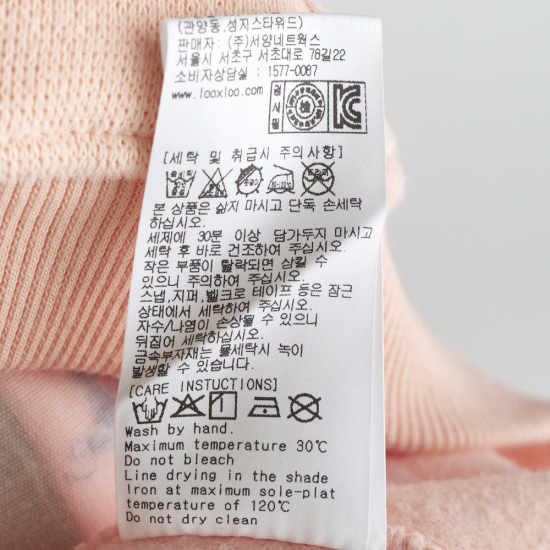 (관양동,성지스타워드)
판매자: (주)서양네트웍스
서울시 서초구 서초대로 78길22
소비자상담실: 1577-0087
www.looxloo.com
[세탁 및 취급시 주의사항]
본 상품은 삶지 마시고 단독 손세탁
하십시오.
세제에 30분 이상 담가두지 마시고
세탁 후 바로 건조하여 주십시오.
작은 부품이 탈락되면 삼킬 수
있으니 주의하여 주십시오.
스냅,지퍼,벨크로 테이프 등은 잠근
상태에서 세탁하여 주십시오.
자수/나염이 손상될 수 있으니
뒤집어 세탁하십시오.
금속부자재는 물세탁시 녹이
발생할 수 있습니다.
[CARE INSTUCTIONS]
Wash by hand.
Maximum temperature 30℃
Do not bleach
Line drying in the shade
Iron at maximum sole-plat
temperature of 120℃
Do not dry clean